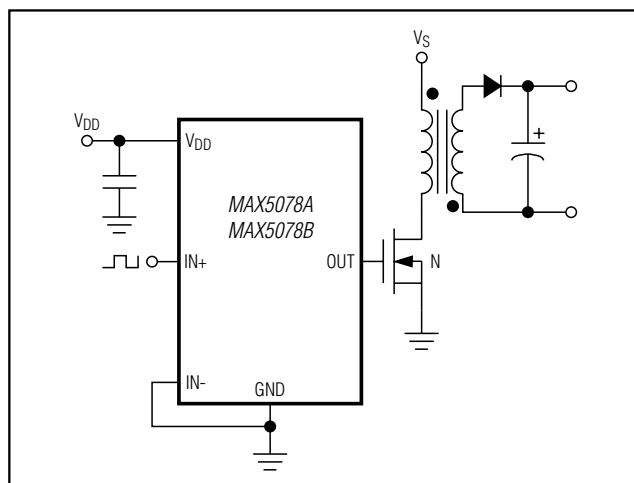 V_S
V_DD
V_DD
MAX5078A
MAX5078B
IN+
OUT
N
IN-
GND
+